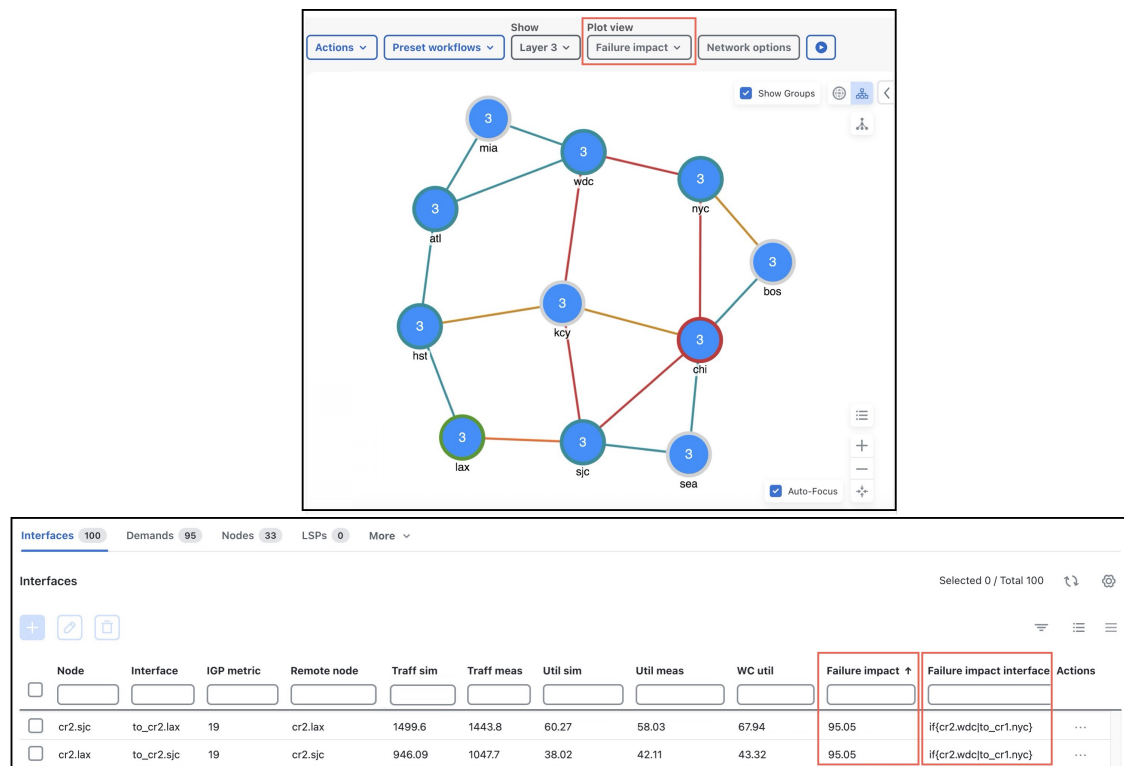 Show Plot view
Actions Preset workflows Layer 3 Failure impact Network options
Show Groups
3
mia
3
wdc
3
nyc
3
atl
3
bos
3
kcy
3
hst
3
chi
3
lax
3
sjc
3
sea
Auto-Focus
Interfaces 100 Demands 95 Nodes 33 LSPs 0 More
Interfaces Selected 0 / Total 100
Node Interface IGP metric Remote node Traff sim Traff meas Util sim Util meas WC util Failure impact ↑ Failure impact interface Actions
cr2.sjc to_cr2.lax 19 cr2.lax 1499.6 1443.8 60.27 58.03 67.94 95.05 if{cr2.wdc|to_cr1.nyc} ...
cr2.lax to_cr2.sjc 19 cr2.sjc 946.09 1047.7 38.02 42.11 43.32 95.05 if{cr2.wdc|to_cr1.nyc} ...